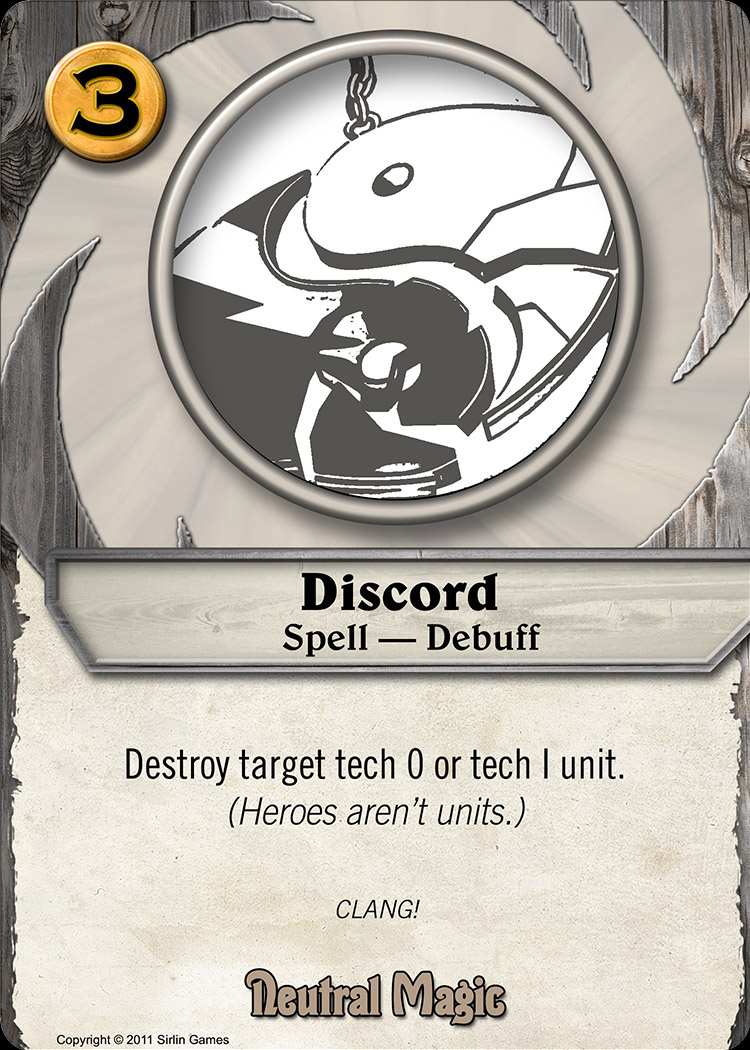 3
Discord
Spell — Debuff
Destroy target tech 0 or tech I unit.
(Heroes aren't units.)
CLANG!
Neutral Magic
Copyright © 2011 Sirlin Games